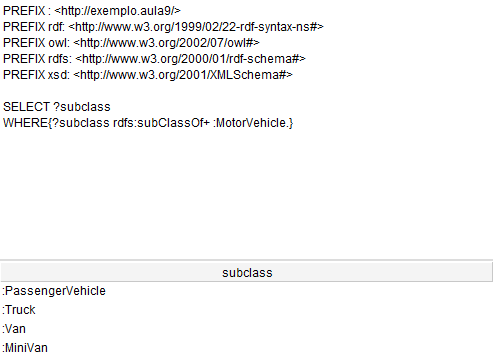 PREFIX : <http://exemplo.aula9/>
PREFIX rdf: <http://www.w3.org/1999/02/22-rdf-syntax-ns#>
PREFIX owl: <http://www.w3.org/2002/07/owl#>
PREFIX rdfs: <http://www.w3.org/2000/01/rdf-schema#>
PREFIX xsd: <http://www.w3.org/2001/XMLSchema#>
SELECT ?subclass
WHERE{?subclass rdfs:subClassOf+ :MotorVehicle.}
subclass
:PassengerVehicle
:Truck
:Van
:MiniVan